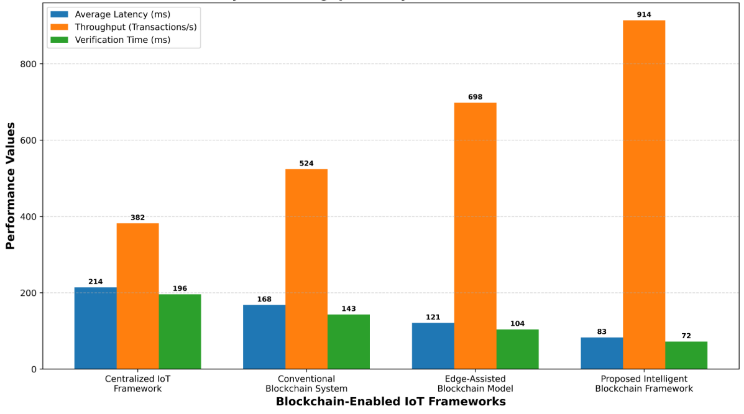 Average Latency (ms)
Throughput (Transactions/s)
Verification Time (ms)
Performance Values
800
600
400
200
0
214
382
196
168
524
143
121
698
104
83
914
72
Centralized IoT
Framework
Conventional
Blockchain System
Edge-Assisted
Blockchain Model
Proposed Intelligent
Blockchain Framework
Blockchain-Enabled IoT Frameworks